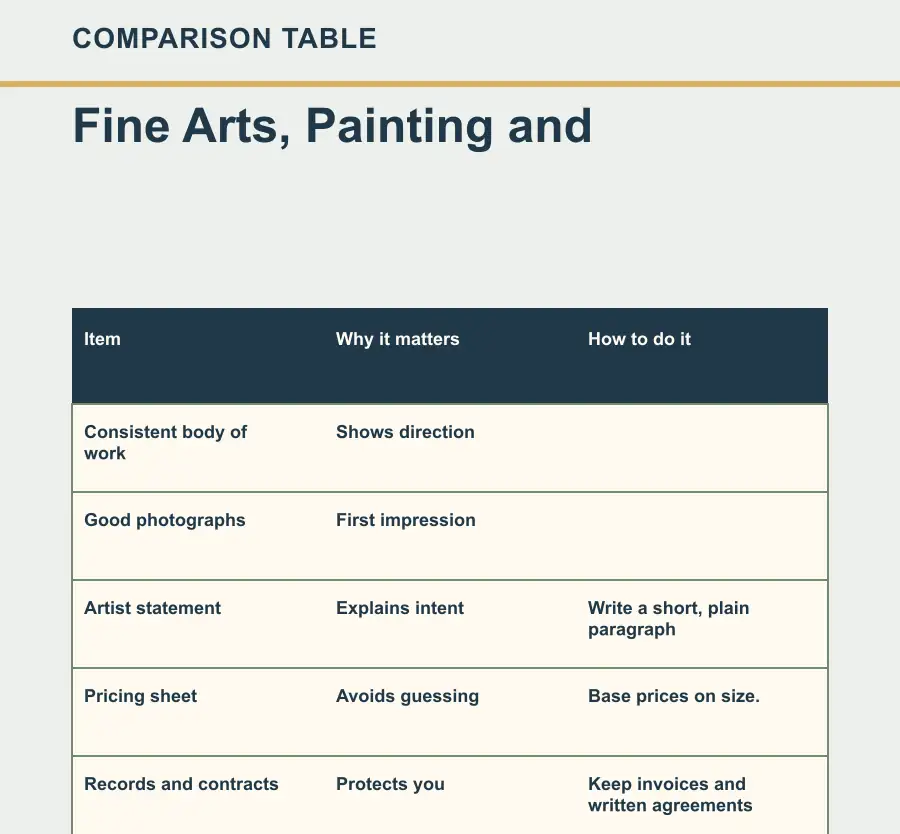 COMPARISON TABLE
Fine Arts, Painting and
Item
Why it matters
How to do it
Consistent body of
work
Shows direction
Good photographs
First impression
Artist statement
Explains intent
Write a short, plain
paragraph
Pricing sheet
Avoids guessing
Base prices on size.
Records and contracts
Protects you
Keep invoices and
written agreements